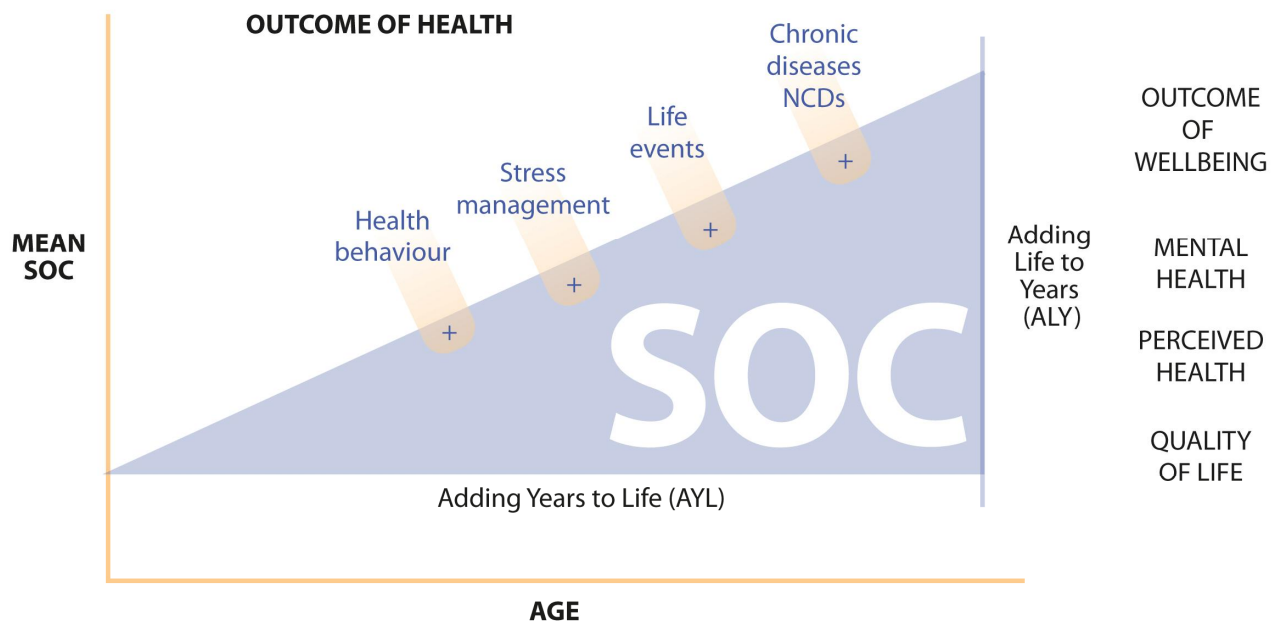 OUTCOME OF HEALTH
Chronic
diseases
NCDs
Life
events
Stress
management
Health
behaviour
+
+
+
+
MEAN
SOC
SOC
Adding
Life to
Years
(ALY)
OUTCOME
OF
WELLBEING
MENTAL
HEALTH
PERCEIVED
HEALTH
QUALITY
OF LIFE
Adding Years to Life (AYL)
AGE